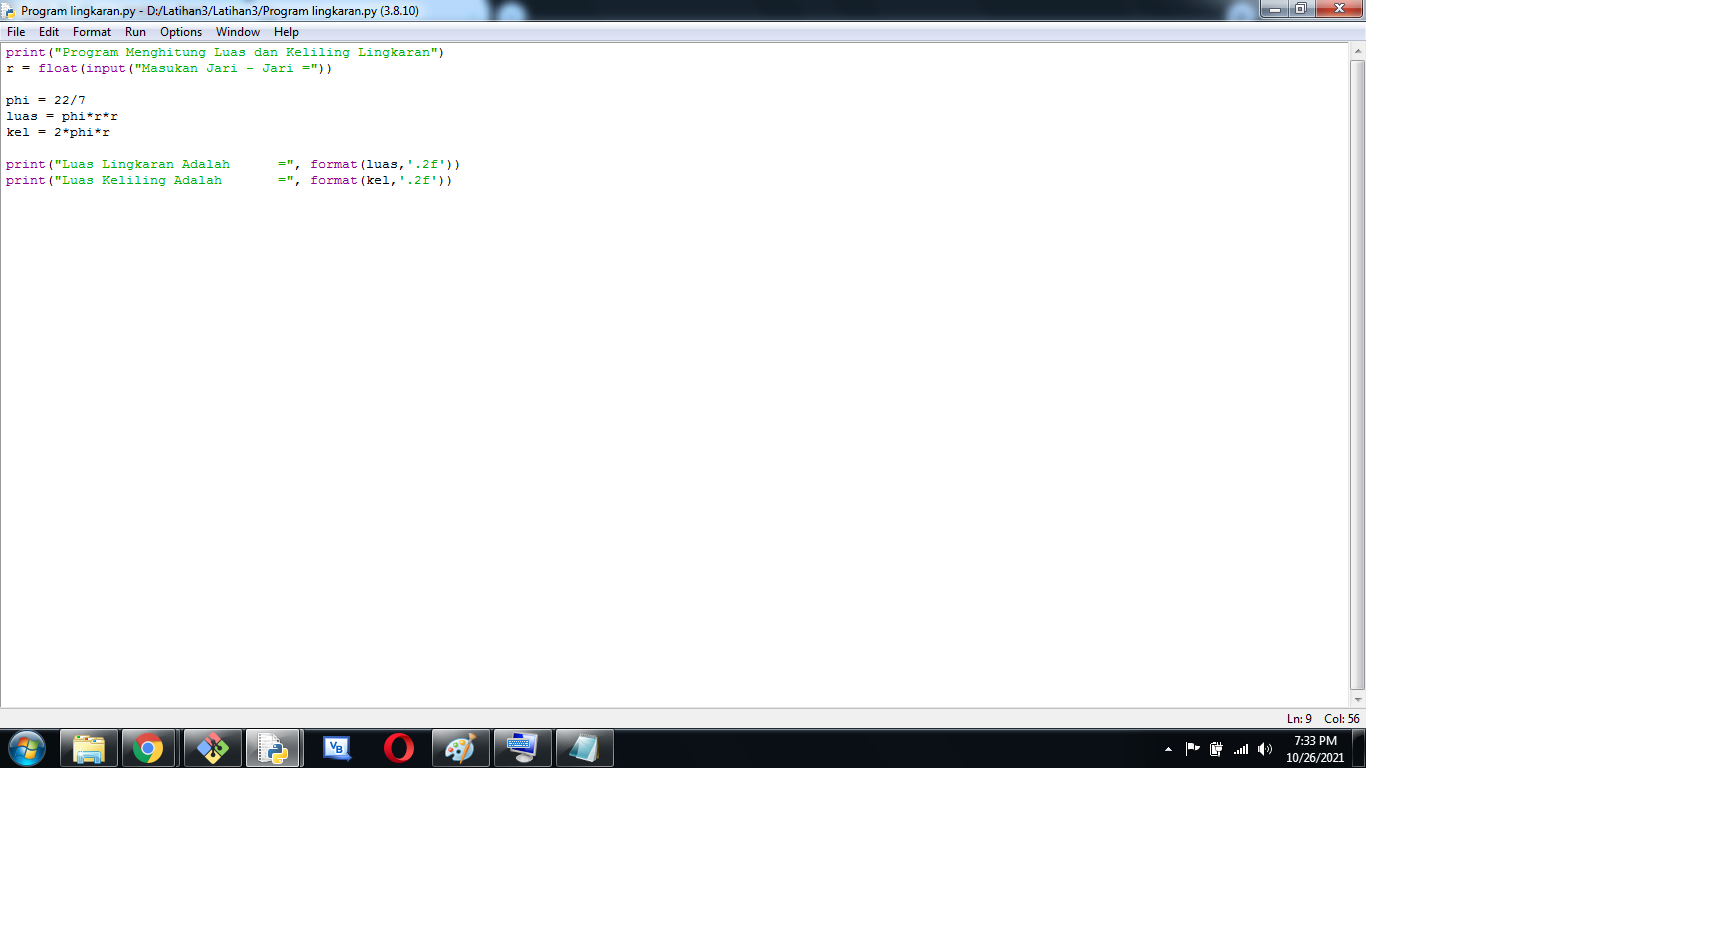 Program lingkaran.py - D:/Latihan3/Latihan3/Program lingkaran.py (3.8.10)
File Edit Format Run Options Window Help
print("Program Menghitung Luas dan Keliling Lingkaran")
r = float(input("Masukan Jari - Jari ="))
phi = 22/7
luas = phi*r*r
kel = 2*phi*r
print("Luas Lingkaran Adalah      =", format(luas,'.2f'))
print("Luas Keliling Adalah       =", format(kel,'.2f'))
Ln: 9 Col: 56
VB
7:33 PM
10/26/2021